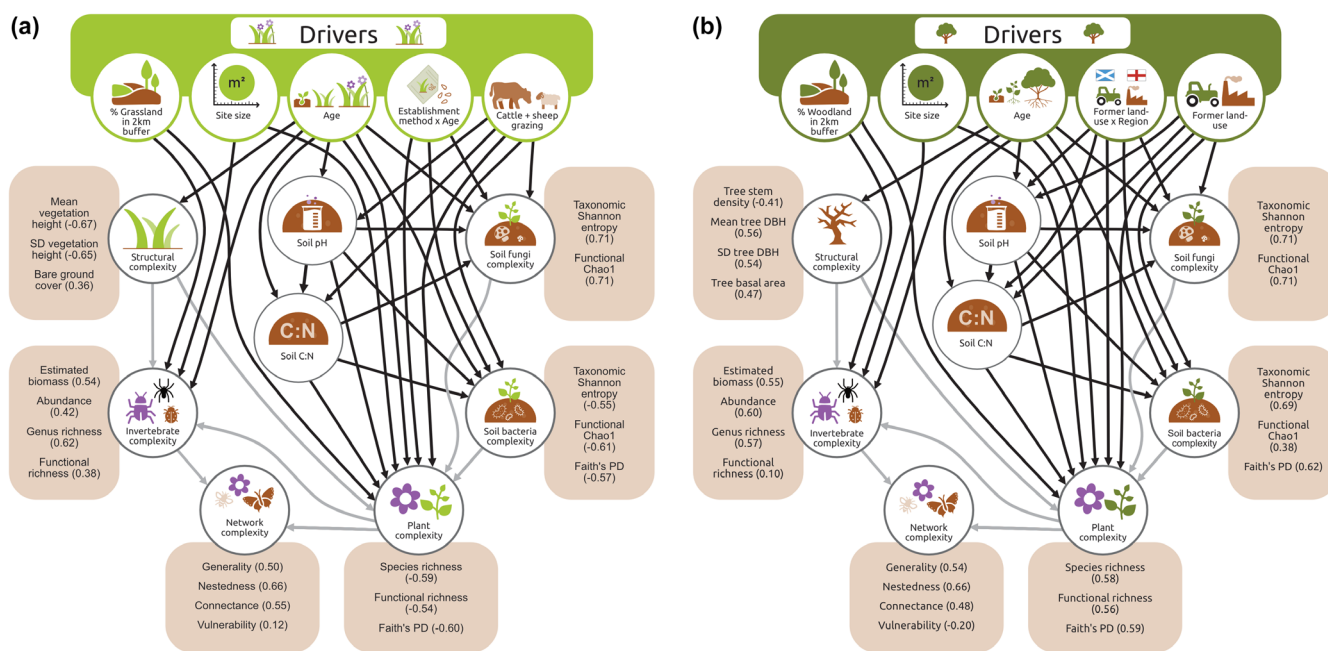 (a)
Drivers
% Grassland
in 2km
buffer
m²
Site size
Age
Establishment
method x Age
Cattle + sheep
grazing
Mean
vegetation
height
(-0.67)
SD vegetation
height (-0.65)
Bare ground
cover (0.36)
Structural
complexity
Soil pH
Soil fungi
complexity
Taxonomic
Shannon
entropy
(0.71)
Functional
Chao1
(0.71)
C:N
Soil C:N
Estimated
biomass (0.54)
Abundance
(0.42)
Genus richness
(0.62)
Functional
richness (0.38)
Invertebrate
complexity
Soil bacteria
complexity
Taxonomic
Shannon
entropy
(-0.55)
Functional
Chao1
(-0.61)
Faith's PD
(-0.57)
Network
complexity
Plant
complexity
Generality (0.50)
Nestedness (0.66)
Connectance (0.55)
Vulnerability (0.12)
Species richness
(-0.59)
Functional richness
(-0.54)
Faith's PD (-0.60)
(b)
Drivers
% Woodland
in 2km
buffer
m²
Site size
Age
Former land-
use x Region
Former land-
use
Tree stem
density (-0.41)
Mean tree DBH
(0.56)
SD tree DBH
(0.54)
Tree basal area
(0.47)
Structural
complexity
Soil pH
Soil fungi
complexity
Taxonomic
Shannon
entropy
(0.71)
Functional
Chao1
(0.71)
C:N
Soil C:N
Estimated
biomass (0.55)
Abundance
(0.60)
Genus richness
(0.57)
Functional
richness (0.10)
Invertebrate
complexity
Soil bacteria
complexity
Taxonomic
Shannon
entropy
(0.69)
Functional
Chao1
(0.38)
Faith's PD (0.62)
Network
complexity
Plant
complexity
Generality (0.54)
Nestedness (0.66)
Connectance (0.48)
Vulnerability (-0.20)
Species richness
(0.58)
Functional richness
(0.56)
Faith's PD (0.59)